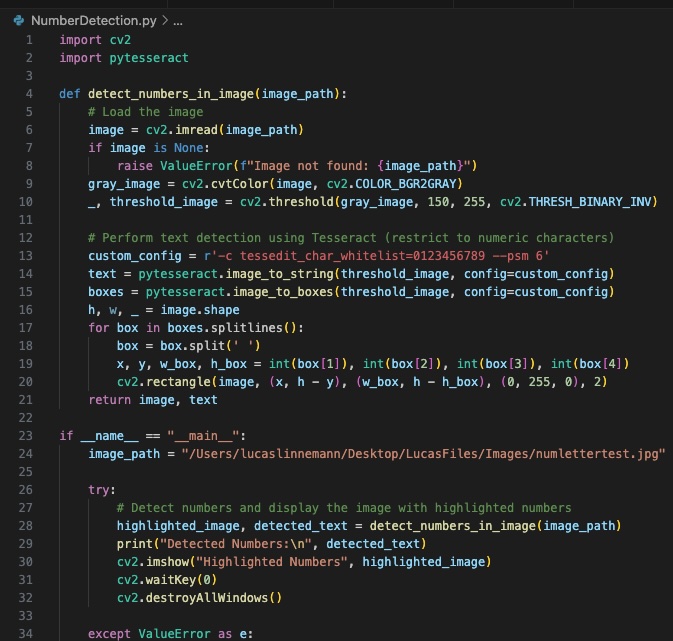 NumberDetection.py > ...
1 import cv2
2 import pytesseract
3
4 def detect_numbers_in_image(image_path):
5     # Load the image
6     image = cv2.imread(image_path)
7     if image is None:
8         raise ValueError(f"Image not found: {image_path}")
9     gray_image = cv2.cvtColor(image, cv2.COLOR_BGR2GRAY)
10     _, threshold_image = cv2.threshold(gray_image, 150, 255, cv2.THRESH_BINARY_INV)
11
12     # Perform text detection using Tesseract (restrict to numeric characters)
13     custom_config = r'-c tessedit_char_whitelist=0123456789 --psm 6'
14     text = pytesseract.image_to_string(threshold_image, config=custom_config)
15     boxes = pytesseract.image_to_boxes(threshold_image, config=custom_config)
16     h, w, _ = image.shape
17     for box in boxes.splitlines():
18         box = box.split(' ')
19         x, y, w_box, h_box = int(box[1]), int(box[2]), int(box[3]), int(box[4])
20         cv2.rectangle(image, (x, h - y), (w_box, h - h_box), (0, 255, 0), 2)
21     return image, text
22
23 if __name__ == "__main__":
24     image_path = "/Users/lucaslinnemann/Desktop/LucasFiles/Images/numlettertest.jpg"
25
26     try:
27         # Detect numbers and display the image with highlighted numbers
28         highlighted_image, detected_text = detect_numbers_in_image(image_path)
29         print("Detected Numbers:\n", detected_text)
30         cv2.imshow("Highlighted Numbers", highlighted_image)
31         cv2.waitKey(0)
32         cv2.destroyAllWindows()
33
34     except ValueError as e: